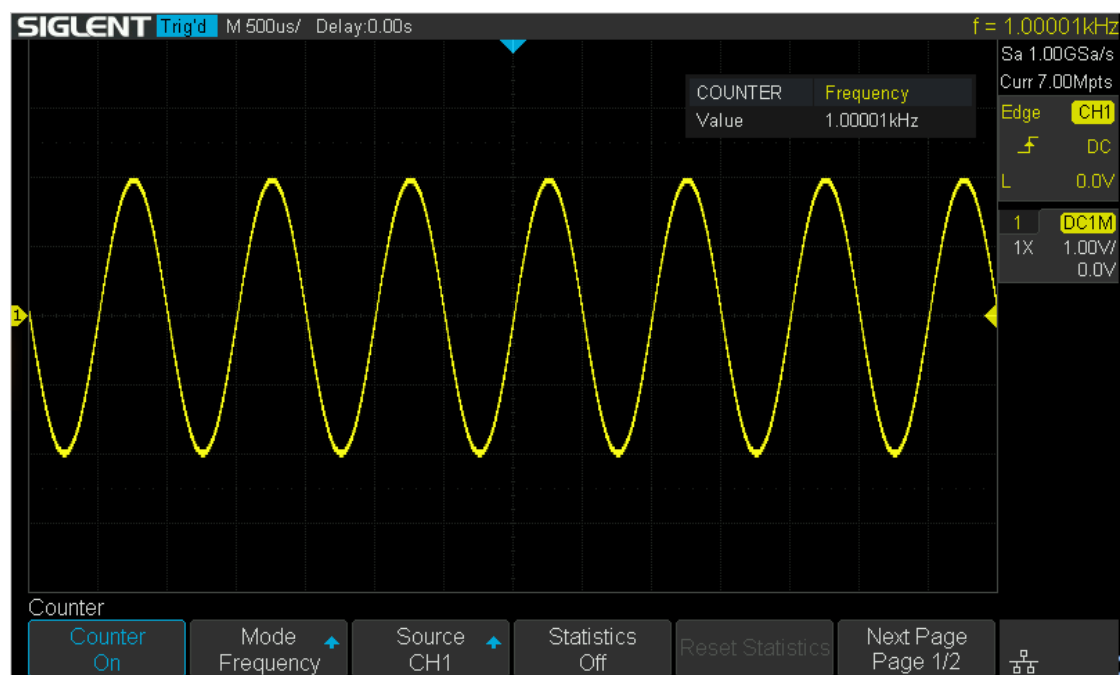 SIGLENT Trig'd M 500us/ Delay:0.00s f = 1.00001kHz
Sa 1.00GSa/s
Curr 7.00Mpts
COUNTER Frequency
Value 1.00001kHz
Edge CH1
DC
L 0.0V
1 DC1M
1X 1.00V/
0.0V
1
Counter
Counter
On
Mode
Frequency
Source
CH1
Statistics
Off
Reset Statistics
Next Page
Page 1/2